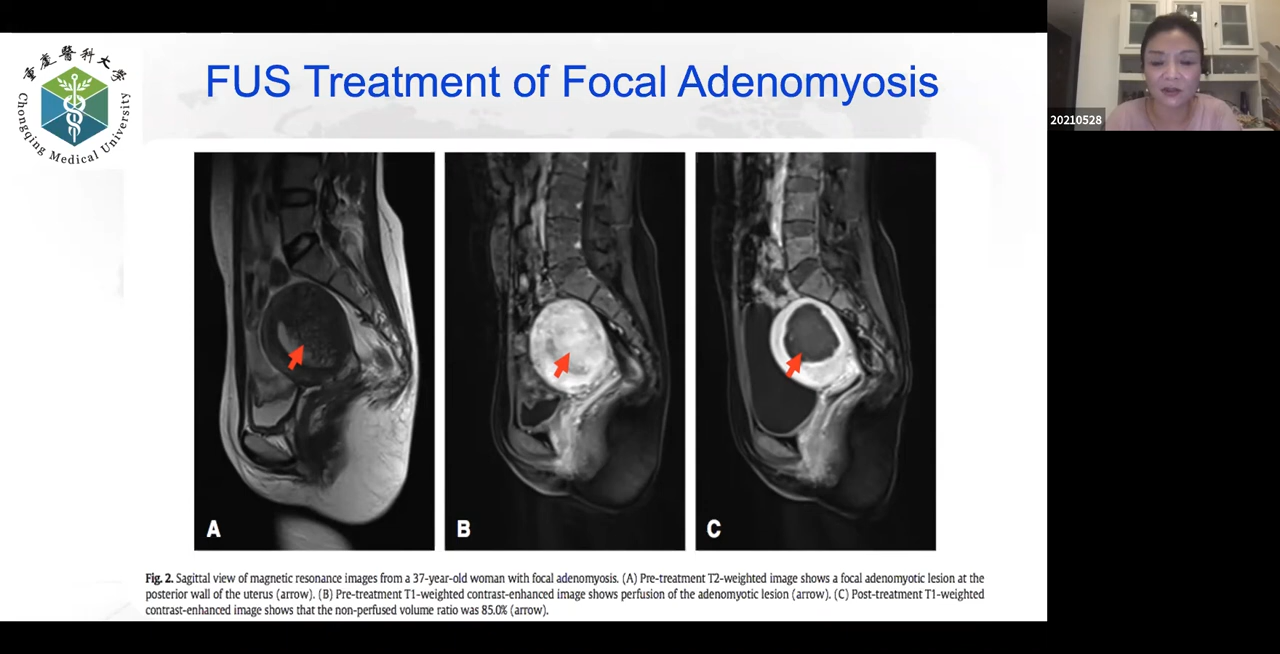 重慶醫科大學
Chongqing Medical University
FUS Treatment of Focal Adenomyosis
20210528
A
B
C
Fig. 2. Sagittal view of magnetic resonance images from a 37-year-old woman with focal adenomyosis. (A) Pre-treatment T2-weighted image shows a focal adenomyotic lesion at the
posterior wall of the uterus (arrow). (B) Pre-treatment T1-weighted contrast-enhanced image shows perfusion of the adenomyotic lesion (arrow). (C) Post-treatment T1-weighted
contrast-enhanced image shows that the non-perfused volume ratio was 85.0% (arrow).